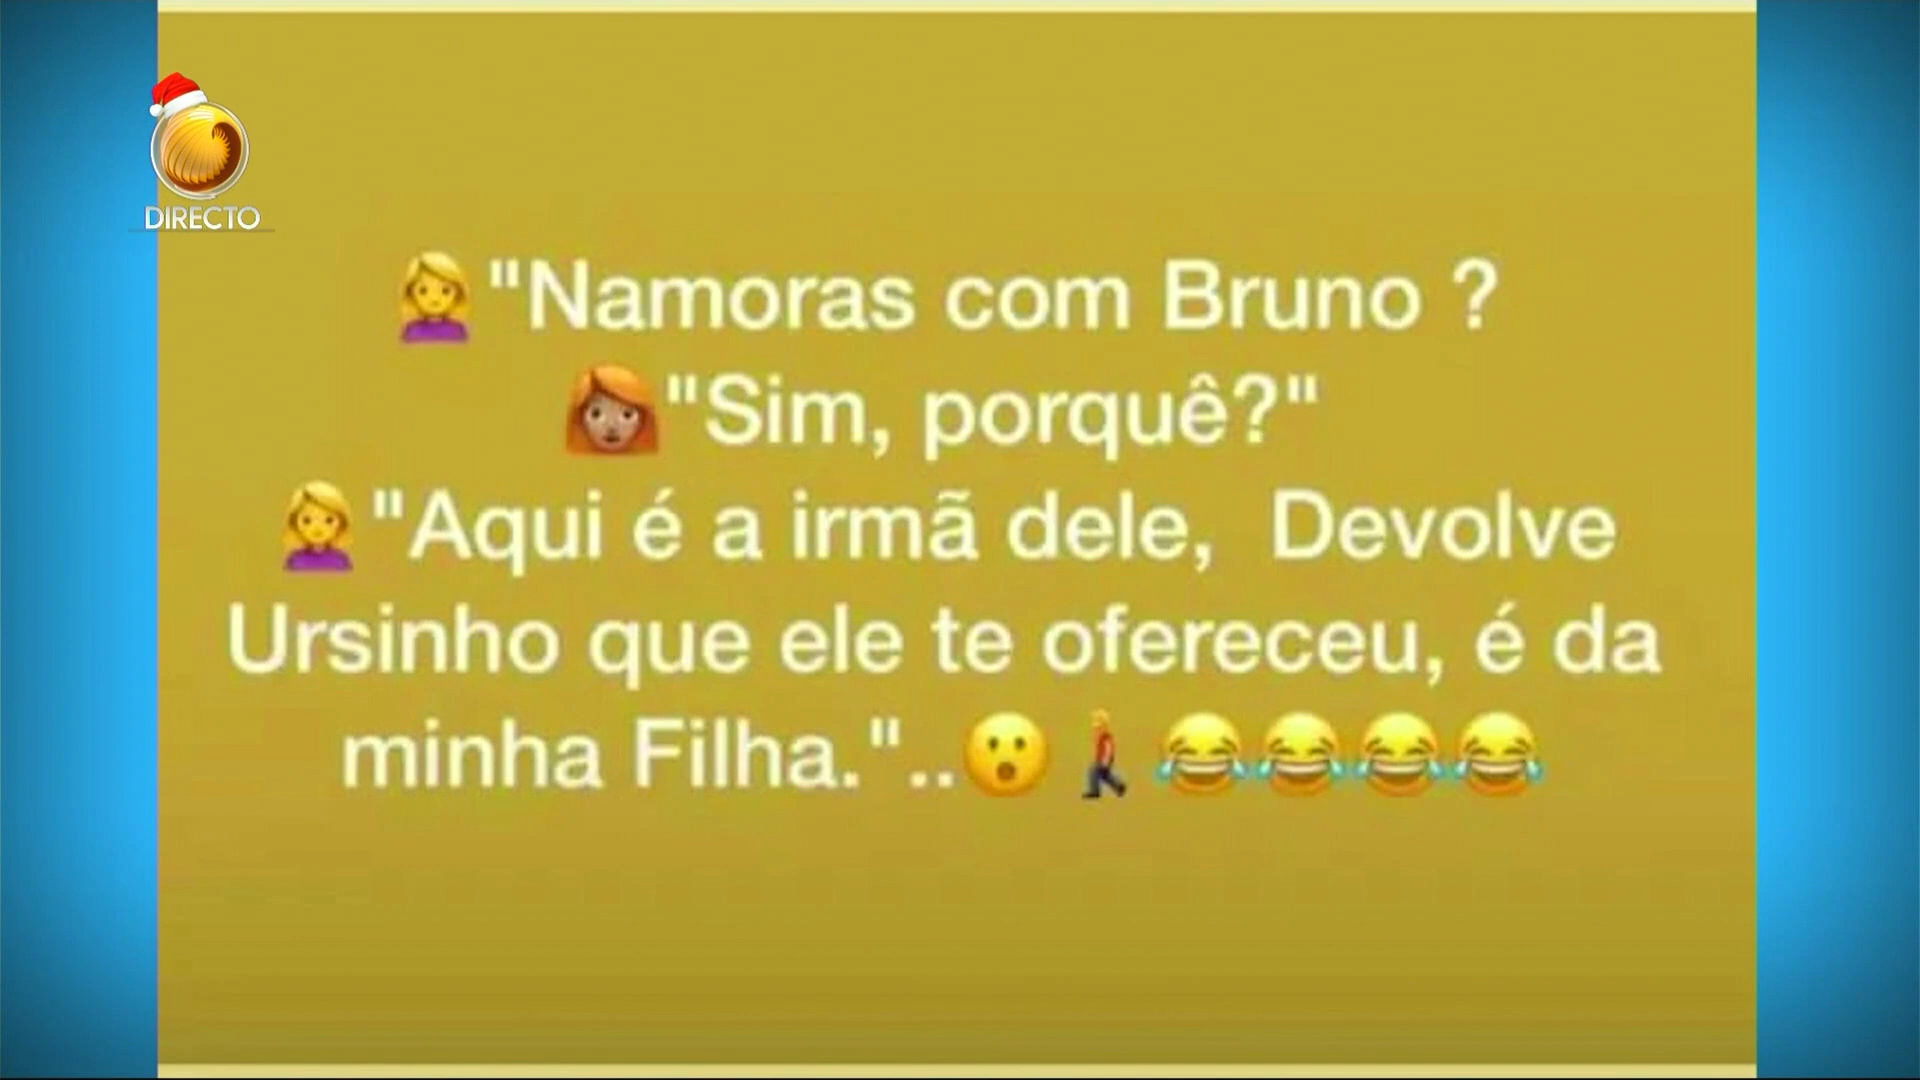 DIRECTO
🙎‍♀️"Namoras com Bruno ?
👩‍🦰"Sim, porquê?"
🙎‍♀️"Aqui é a irmã dele, Devolve
Ursinho que ele te ofereceu, é da
minha Filha."..😮🚶😂😂😂😂